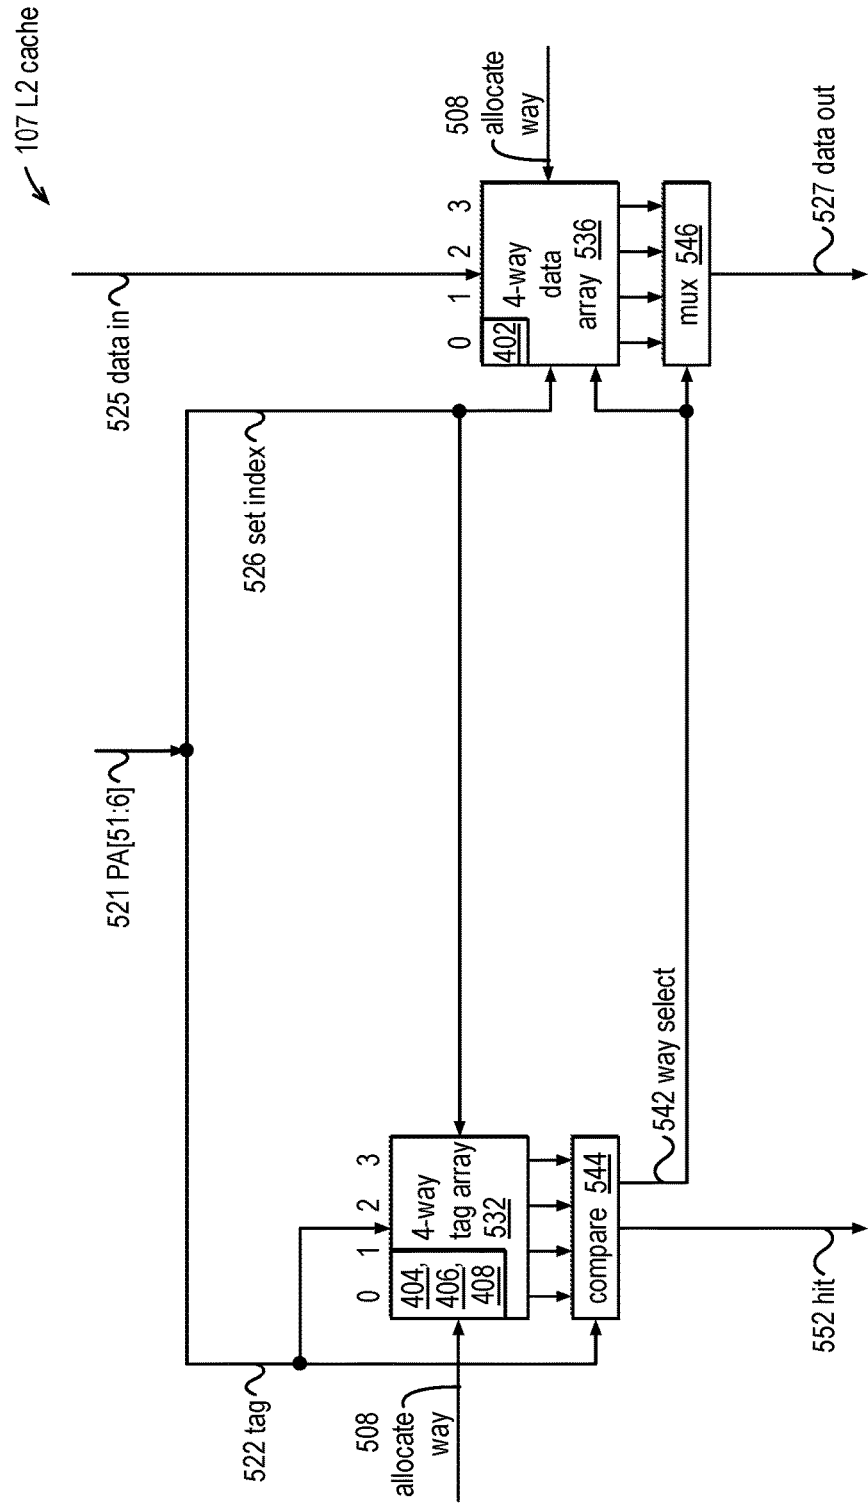 107 L2 cache
521 PA[51:6]
525 data in
522 tag
526 set index
508
allocate
way
0 1 2 3
404,
406,
408
4-way
tag array
532
compare 544
552 hit
542 way select
508
allocate
way
0 1 2 3
402
4-way
data
array 536
mux 546
527 data out